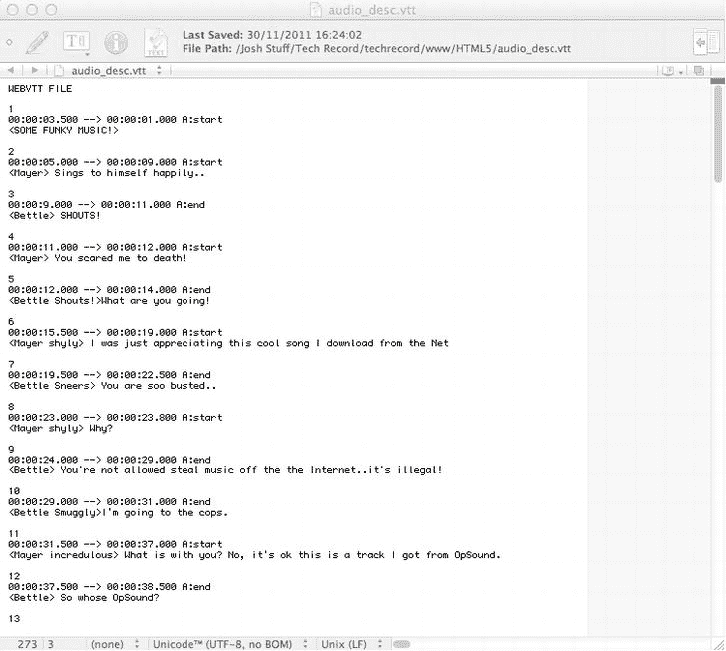 audio_desc.vtt
Last Saved: 30/11/2011 16:24:02
File Path: /Josh Stuff/Tech Record/techrecord/www/HTML5/audio_desc.vtt
TEXT
audio_desc.vtt
WEBVTT FILE
1
00:00:03.500 --> 00:00:01.000 A:start
<SOME FUNKY MUSIC!>
2
00:00:05.000 --> 00:00:09.000 A:start
<Mayer> Sings to himself happily..
3
00:00:9.000 --> 00:00:11.000 A:end
<Bettle> SHOUTS!
4
00:00:11.000 --> 00:00:12.000 A:start
<Mayer> You scared me to death!
5
00:00:12.000 --> 00:00:14.000 A:end
<Bettle Shouts!>What are you going!
6
00:00:15.500 --> 00:00:19.000 A:start
<Mayer shyly> I was just appreciating this cool song I download from the Net
7
00:00:19.500 --> 00:00:22.500 A:end
<Bettle Sneers> You are soo busted..
8
00:00:23.000 --> 00:00:23.800 A:start
<Mayer shyly> Why?
9
00:00:24.000 --> 00:00:29.000 A:end
<Bettle> You're not allowed steal music off the the Internet..it's illegal!
10
00:00:29.000 --> 00:00:31.000 A:end
<Bettle Smuggly>I'm going to the cops.
11
00:00:31.500 --> 00:00:37.000 A:start
<Mayer incredulous> What is with you? No, it's ok this is a track I got from OpSound.
12
00:00:37.500 --> 00:00:38.500 A:end
<Bettle> So whose OpSound?
13
273 3 (none) Unicode™ (UTF-8, no BOM) Unix (LF)